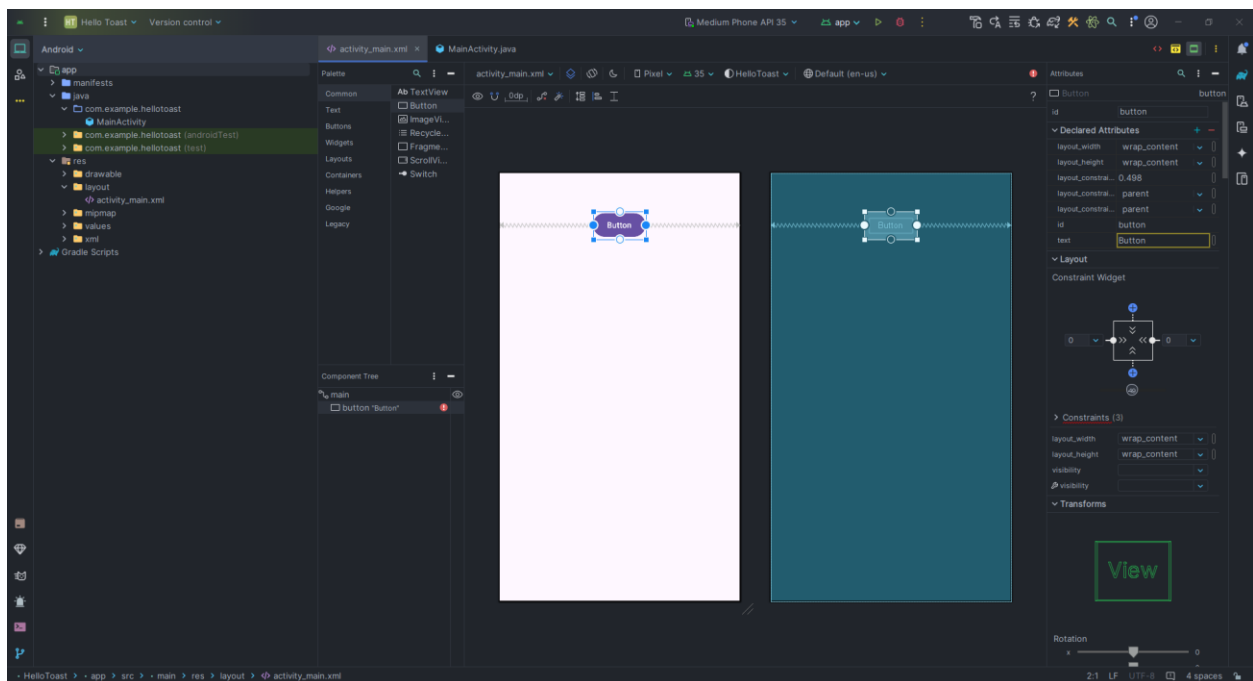 HT Hello Toast Version control Medium Phone API 35 app
Android
activity_main.xml MainActivity.java
app
manifests
java
com.example.hellotoast
MainActivity
com.example.hellotoast (androidTest)
com.example.hellotoast (test)
res
drawable
layout
activity_main.xml
mipmap
values
xml
Gradle Scripts
Palette
Common
Text
Buttons
Widgets
Layouts
Containers
Helpers
Google
Legacy
Ab TextView
Button
ImageVi...
Recycle...
Fragme...
ScrollVi...
Switch
Component Tree
main
button "Button"
activity_main.xml Pixel 35 HelloToast Default (en-us)
0dp
?
Button
Button
Attributes
Button button
id button
Declared Attributes
layout_width wrap_content
layout_height wrap_content
layout_constrai... 0.498
layout_constrai... parent
layout_constrai... parent
id button
text Button
Layout
Constraint Widget
0 0
Constraints (3)
layout_width wrap_content
layout_height wrap_content
visibility
visibility
Transforms
View
Rotation
x 0
HelloToast > app > src > main > res > layout > activity_main.xml
2:1 LF UTF-8 4 spaces